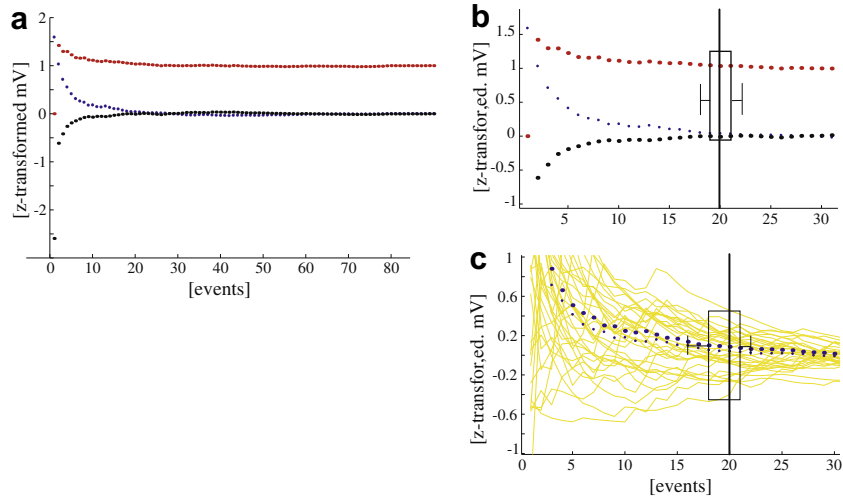 a
[z-transformed mV]
2
1
0
-1
2
0 10 20 30 40 50 60 70 80
[events]
b
[z-transfor,ed. mV]
1.5
1
0.5
0
-0.5
-1
5 10 15 20 25 30
c
[z-transfor,ed. mV]
1
0.6
0.2
-0.2
-0.6
-1
0 5 10 15 20 25 30
[events]